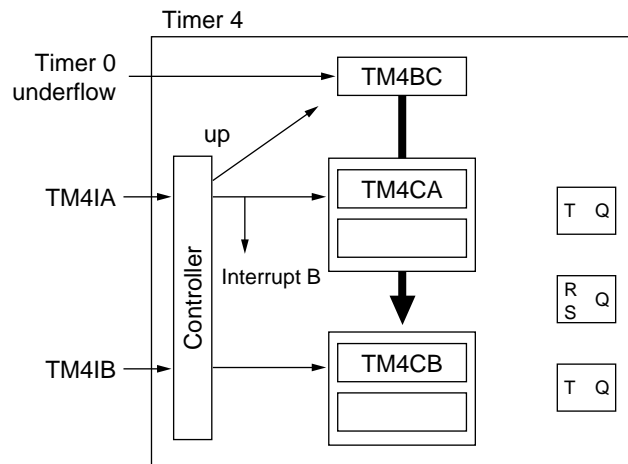 Timer 4
Timer 0
underflow
TM4BC
up
TM4IA
TM4CA
T Q
Interrupt B
Controller
R
S Q
TM4IB
TM4CB
T Q